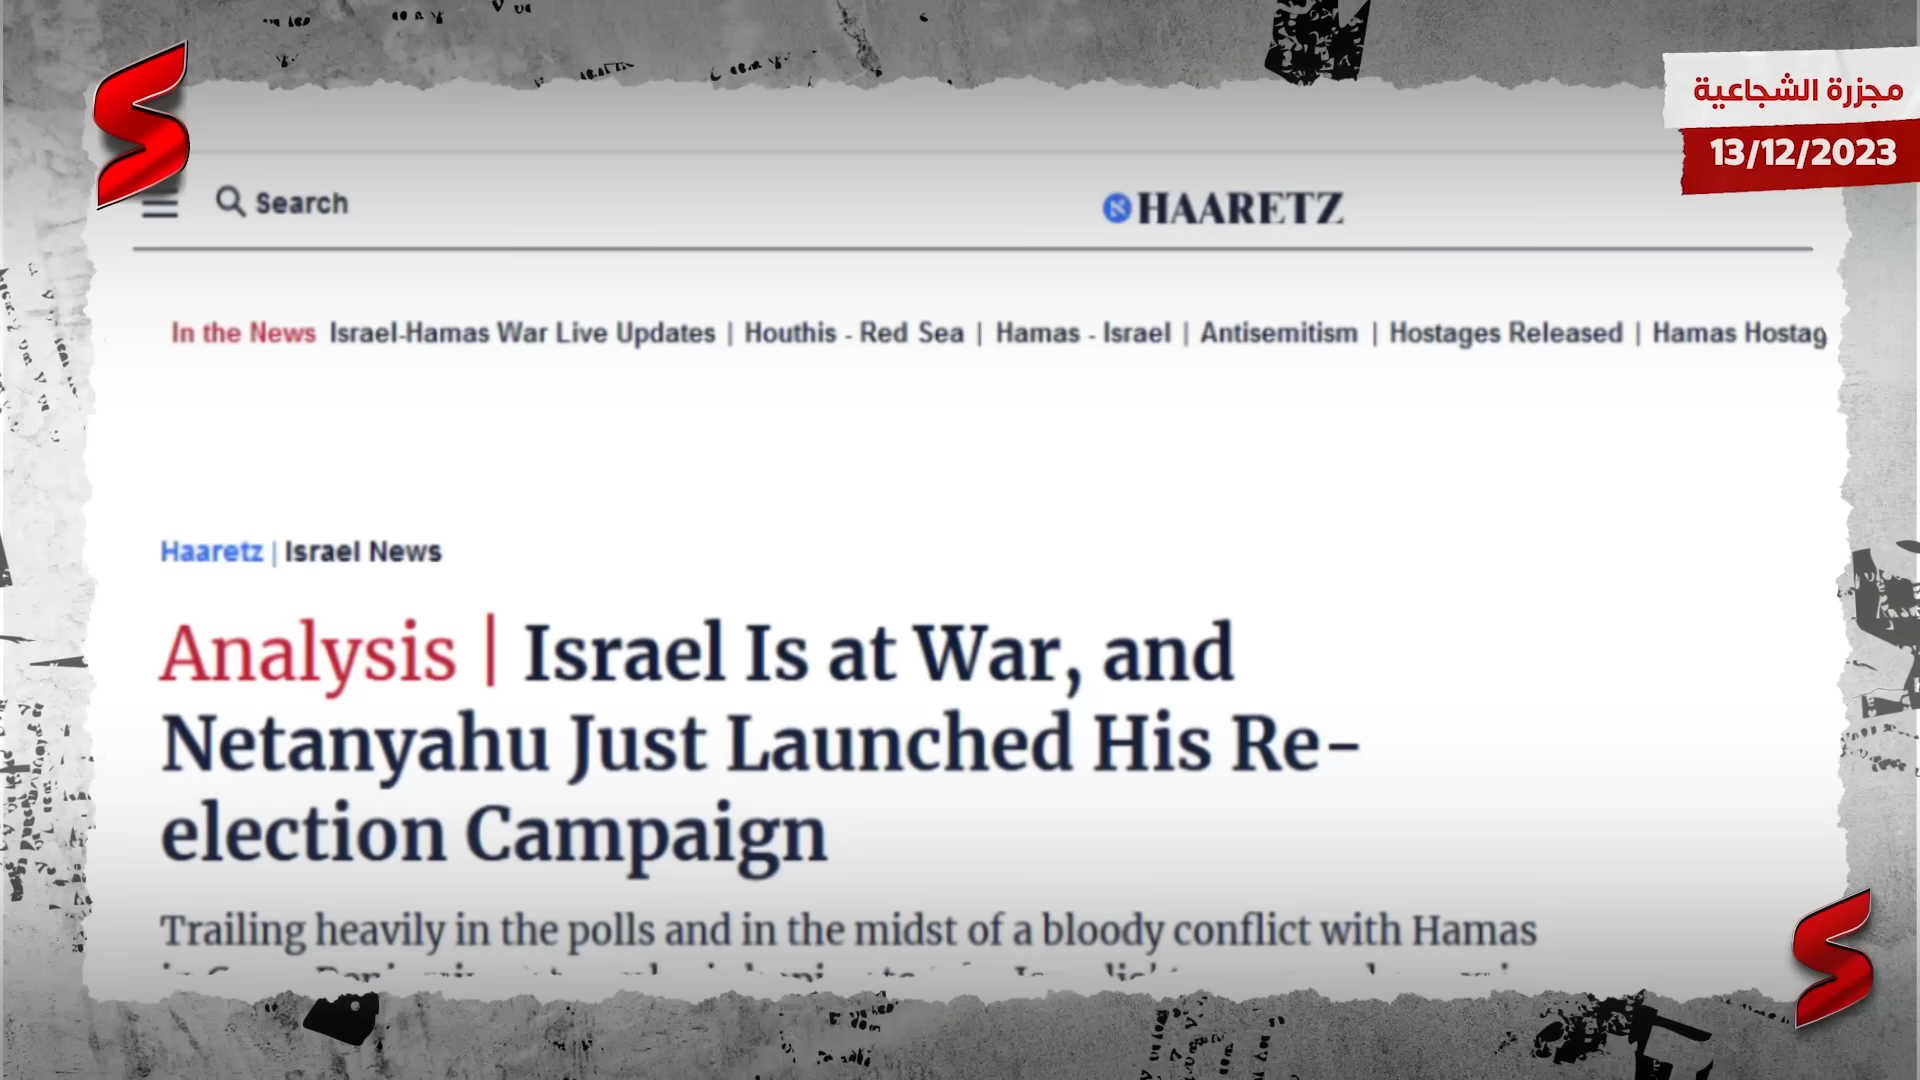 مجزرة الشجاعية
13/12/2023
Search
HAARETZ
In the News Israel-Hamas War Live Updates | Houthis - Red Sea | Hamas - Israel | Antisemitism | Hostages Released | Hamas Hostag
Haaretz | Israel News
Analysis | Israel Is at War, and
Netanyahu Just Launched His Re-
election Campaign
Trailing heavily in the polls and in the midst of a bloody conflict with Hamas